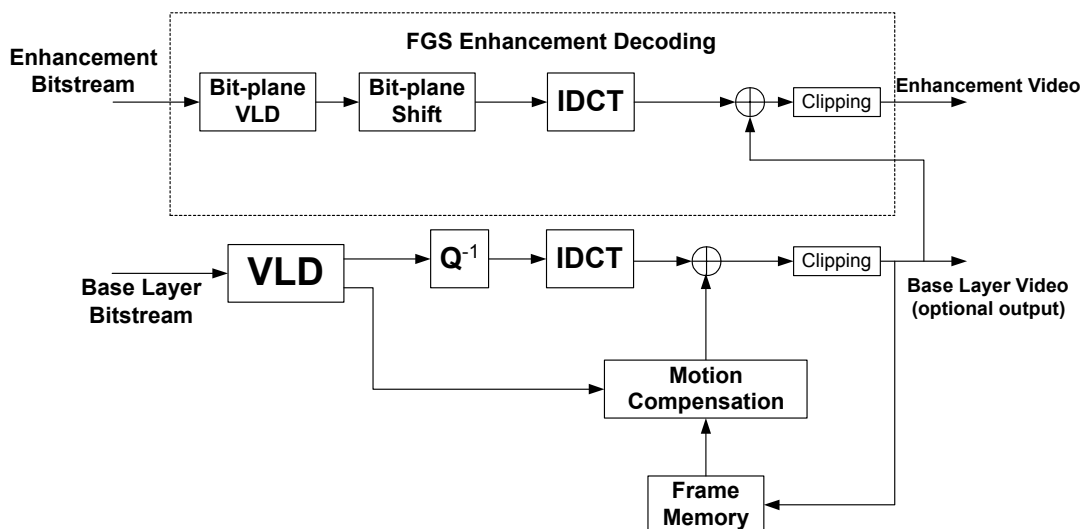 FGS Enhancement Decoding
Enhancement
Bitstream
Bit-plane
VLD
Bit-plane
Shift
IDCT
Clipping
Enhancement Video
Base Layer
Bitstream
VLD
Q-1
IDCT
Clipping
Base Layer Video
(optional output)
Motion
Compensation
Frame
Memory